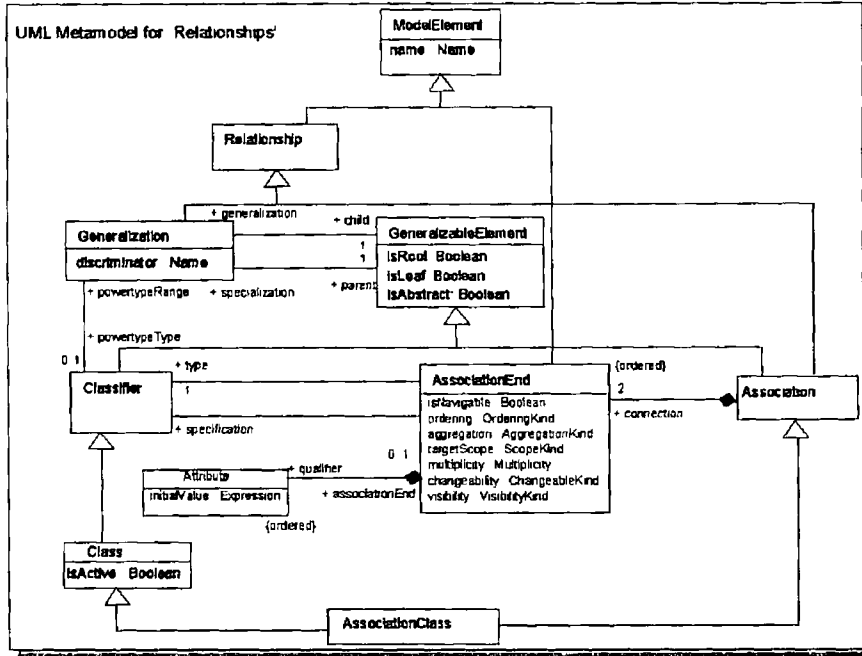 UML Metamodel for 'Relationships'
ModelElement
name Name
Relationship
+ generalization
+ child
Generalization
discriminator Name
1
1
GeneralizableElement
isRoot Boolean
isLeaf Boolean
isAbstract Boolean
+ powertypeRange
+ specialization
+ parent
+ powertypeType
0 1
+ type
Classifier
1
+ specification
AssociationEnd
isNavigable Boolean
ordering OrderingKind
aggregation AggregationKind
targetScope ScopeKind
multiplicity Multiplicity
changeability ChangeableKind
visibility VisibilityKind
{ordered}
2
+ connection
Association
0 1
+ qualifier
Attribute
initialValue Expression
+ associationEnd
{ordered}
Class
isActive Boolean
AssociationClass